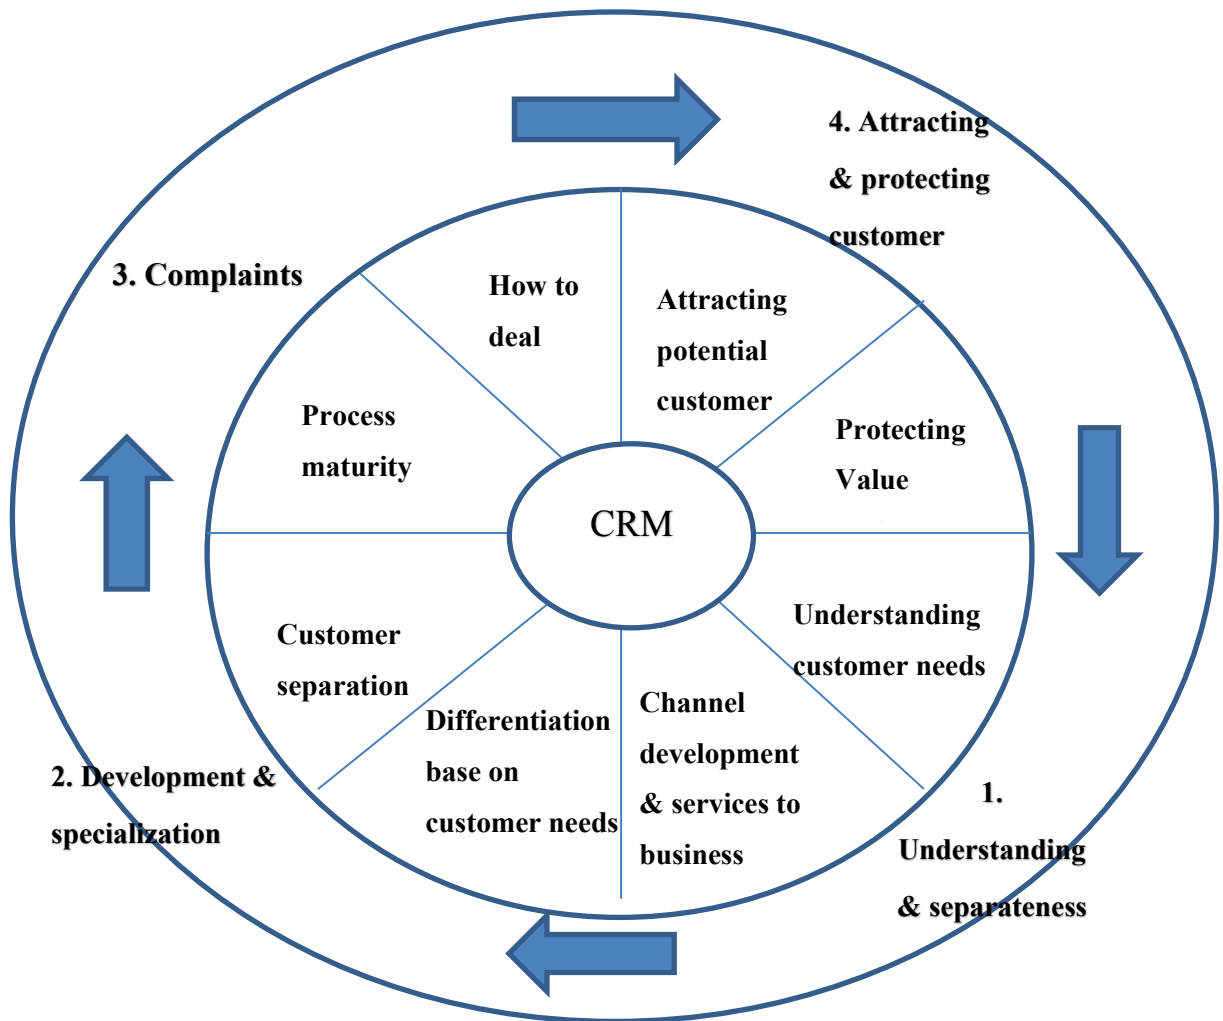 4. Attracting
& protecting
customer
3. Complaints
How to
deal
Attracting
potential
customer
Process
maturity
Protecting
Value
CRM
Customer
separation
Understanding
customer needs
Differentiation
base on
customer needs
Channel
development
& services to
business
2. Development &
specialization
1.
Understanding
& separateness